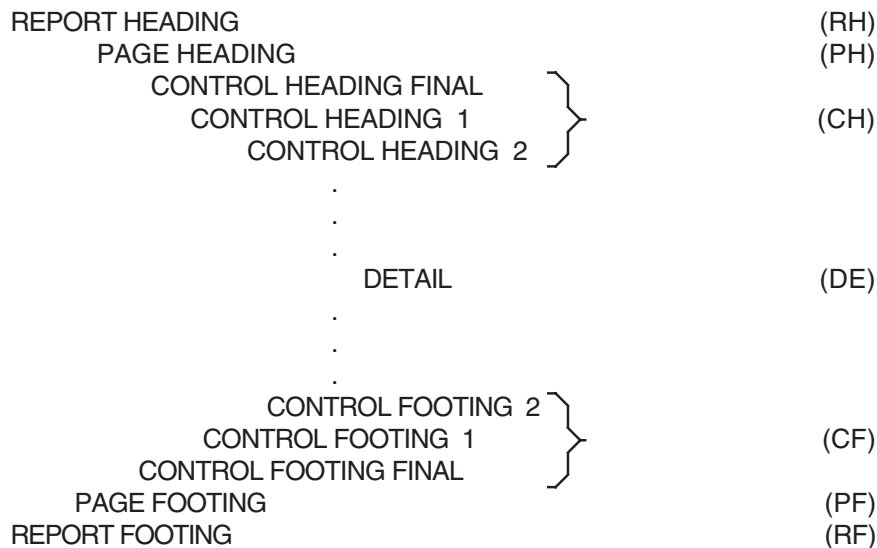 REPORT HEADING (RH)
PAGE HEADING (PH)
CONTROL HEADING FINAL
CONTROL HEADING 1 (CH)
CONTROL HEADING 2
.
.
.
DETAIL (DE)
.
.
.
CONTROL FOOTING 2
CONTROL FOOTING 1 (CF)
CONTROL FOOTING FINAL
PAGE FOOTING (PF)
REPORT FOOTING (RF)